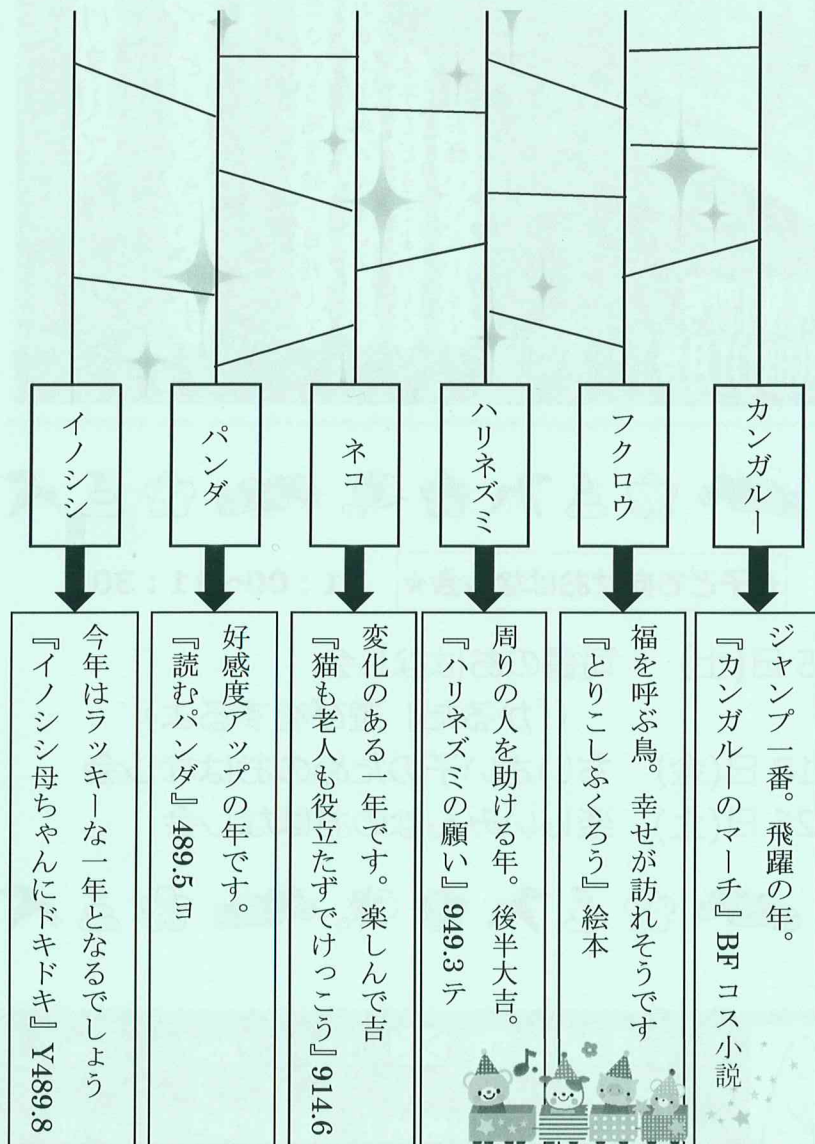 カンガルー
フクロウ
ハリネズミ
ネコ
パンダ
イノシシ
ジャンプ一番。飛躍の年。
『カンガルーのマーチ』BF コス小説
福を呼ぶ鳥。幸せが訪れそうです
『とりこしふくろう』絵本
周りの人を助ける年。後半大吉。
『ハリネズミの願い』949.3 テ
変化のある一年です。楽しんで吉
『猫も老人も役立たずでけっこう』914.6
好感度アップの年です。
『読むパンダ』489.5 ヨ
今年はラッキーな一年となるでしょう
『イノシシ母ちゃんにドキドキ』Y489.8